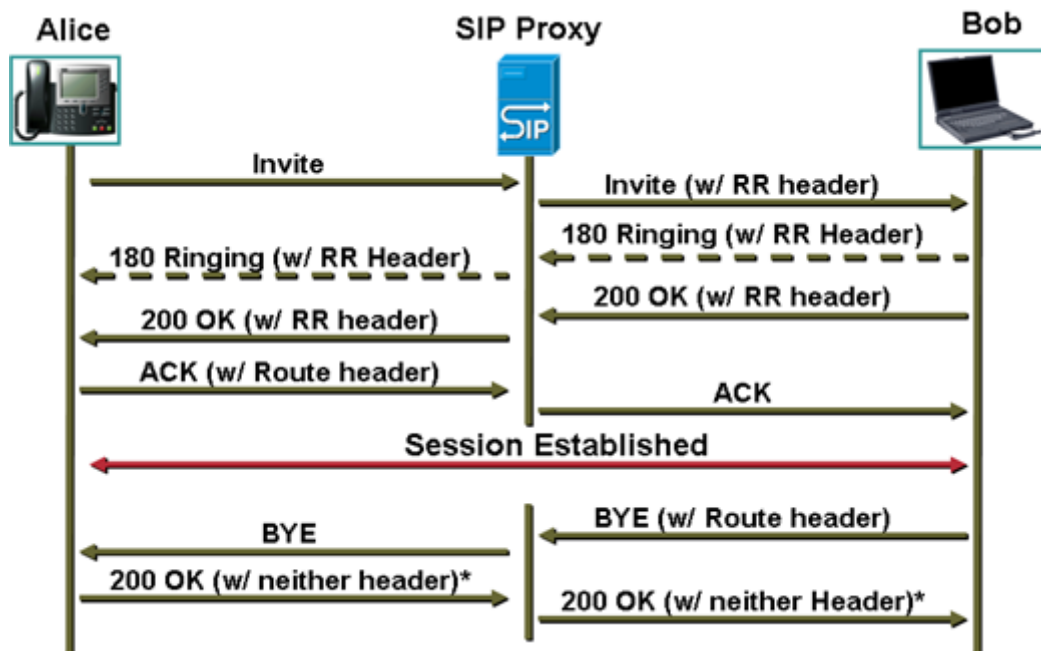 Alice
SIP Proxy
Bob
SIP
Invite
Invite (w/ RR header)
180 Ringing (w/ RR Header)
180 Ringing (w/ RR Header)
200 OK (w/ RR header)
200 OK (w/ RR header)
ACK (w/ Route header)
ACK
Session Established
BYE (w/ Route header)
BYE
200 OK (w/ neither header)*
200 OK (w/ neither Header)*